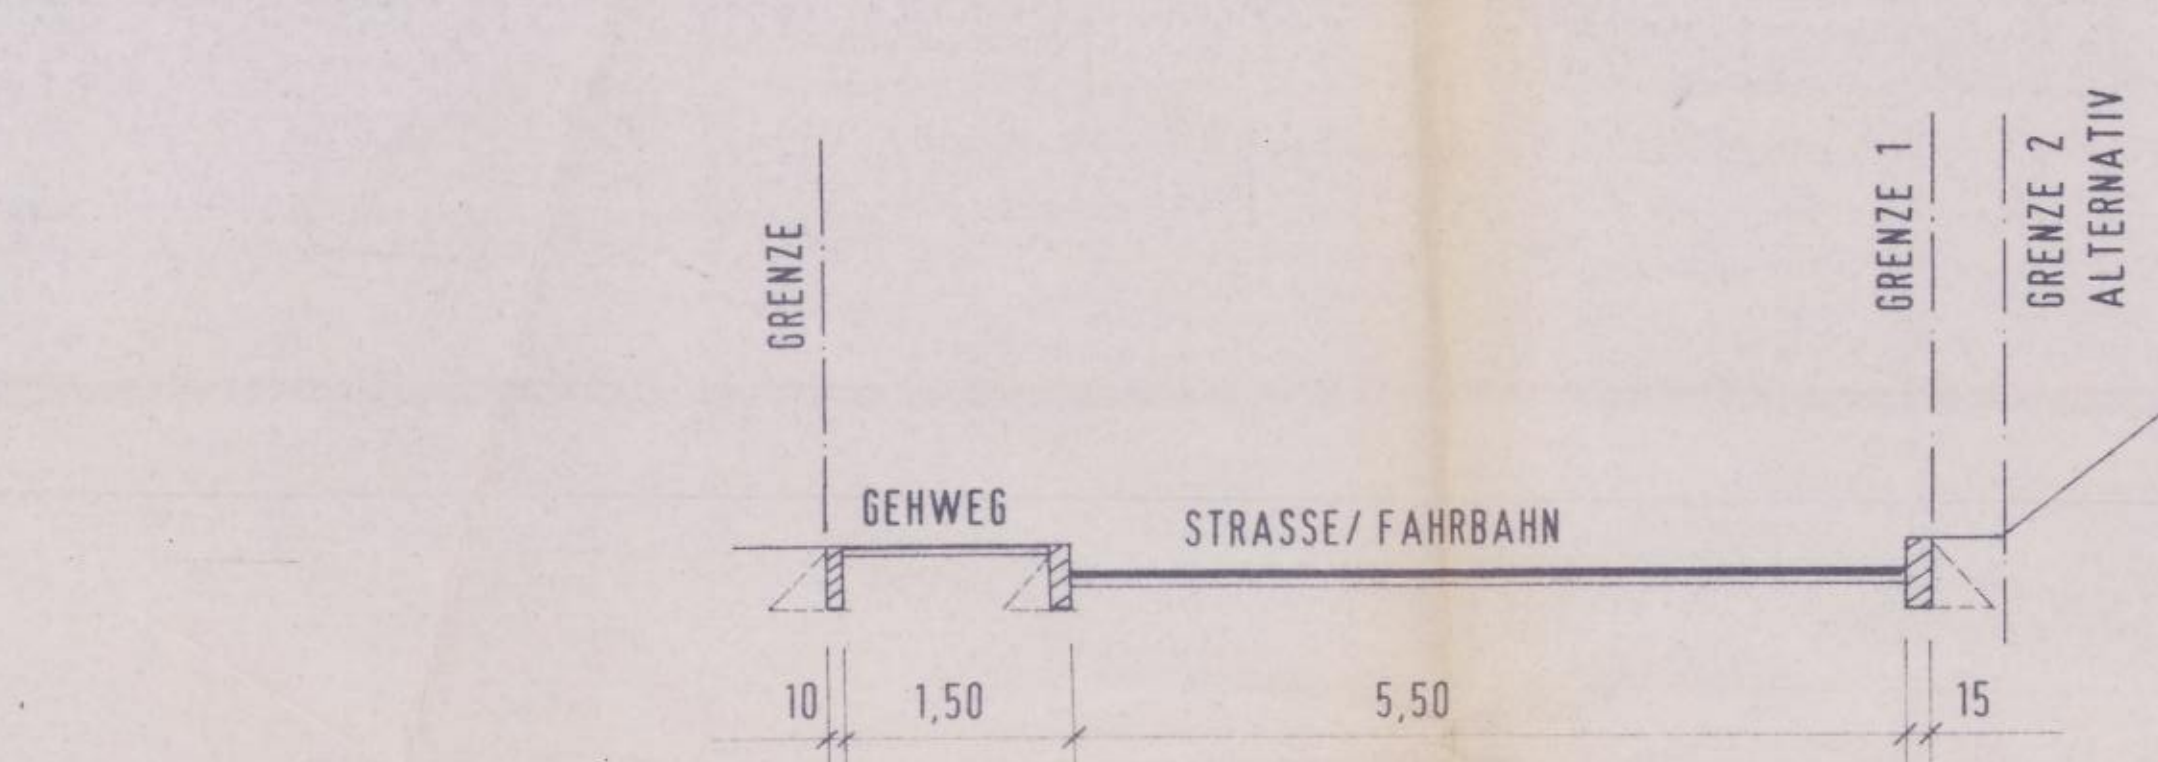 GRENZE
GRENZE 1
GRENZE 2
ALTERNATIV
GEHWEG
STRASSE/ FAHRBAHN
10 1,50 5,50 15